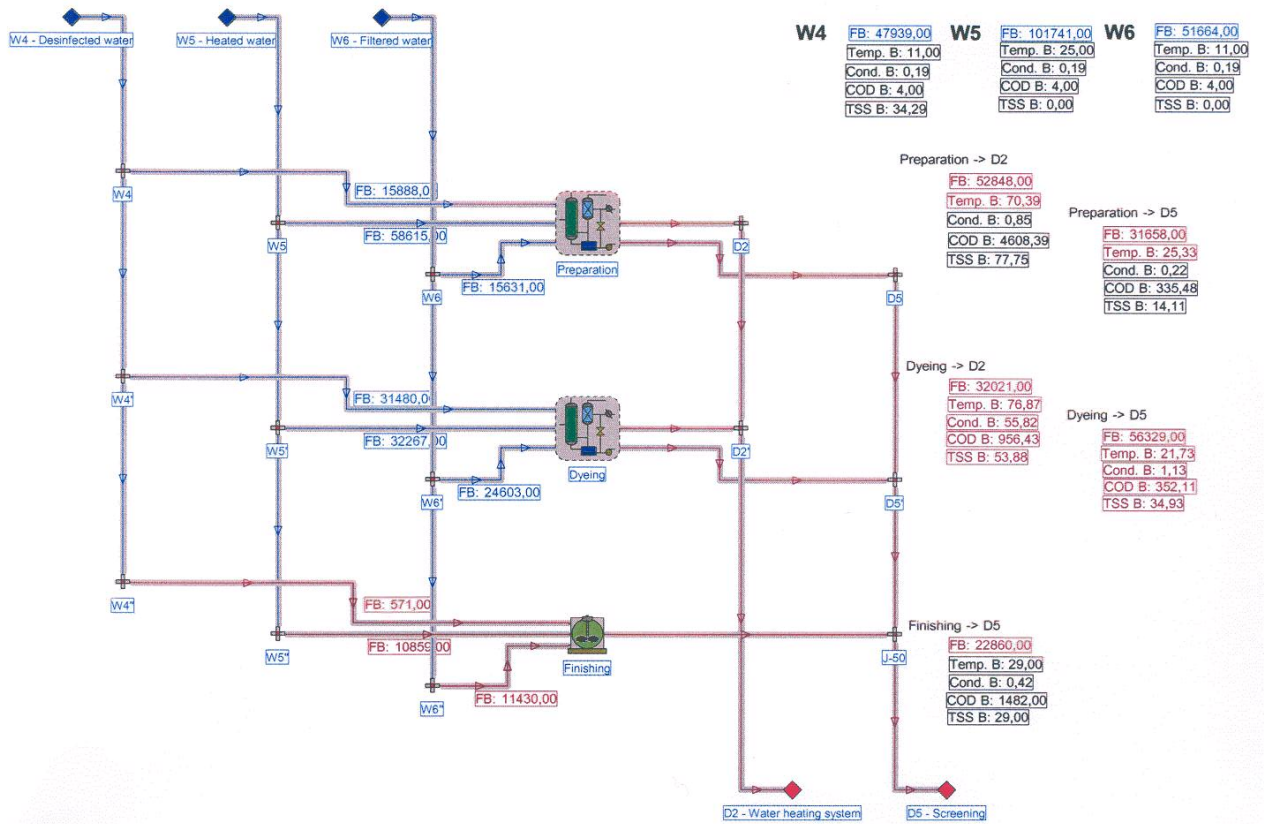 W4 - Desinfected water
W5 - Heated water
W6 - Filtered water
W4
FB: 47939,00
Temp. B: 11,00
Cond. B: 0,19
COD B: 4,00
TSS B: 34,29
W5
FB: 101741,00
Temp. B: 25,00
Cond. B: 0,19
COD B: 4,00
TSS B: 0,00
W6
FB: 51664,00
Temp. B: 11,00
Cond. B: 0,19
COD B: 4,00
TSS B: 0,00
W4
FB: 15888,0
W5
FB: 58615,00
W6
FB: 15631,00
Preparation
D2
D5
Preparation -> D2
FB: 52848,00
Temp. B: 70,39
Cond. B: 0,85
COD B: 4608,39
TSS B: 77,75
Preparation -> D5
FB: 31658,00
Temp. B: 25,33
Cond. B: 0,22
COD B: 335,48
TSS B: 14,11
W4'
FB: 31480,00
W5'
FB: 32267,00
W6'
FB: 24603,00
Dyeing
D2'
D5'
Dyeing -> D2
FB: 32021,00
Temp. B: 76,87
Cond. B: 55,82
COD B: 956,43
TSS B: 53,88
Dyeing -> D5
FB: 56329,00
Temp. B: 21,73
Cond. B: 1,13
COD B: 352,11
TSS B: 34,93
W4"
FB: 571,00
W5"
FB: 10859,00
W6"
FB: 11430,00
Finishing
J-50
Finishing -> D5
FB: 22860,00
Temp. B: 29,00
Cond. B: 0,42
COD B: 1482,00
TSS B: 29,00
D2 - Water heating system
D5 - Screening